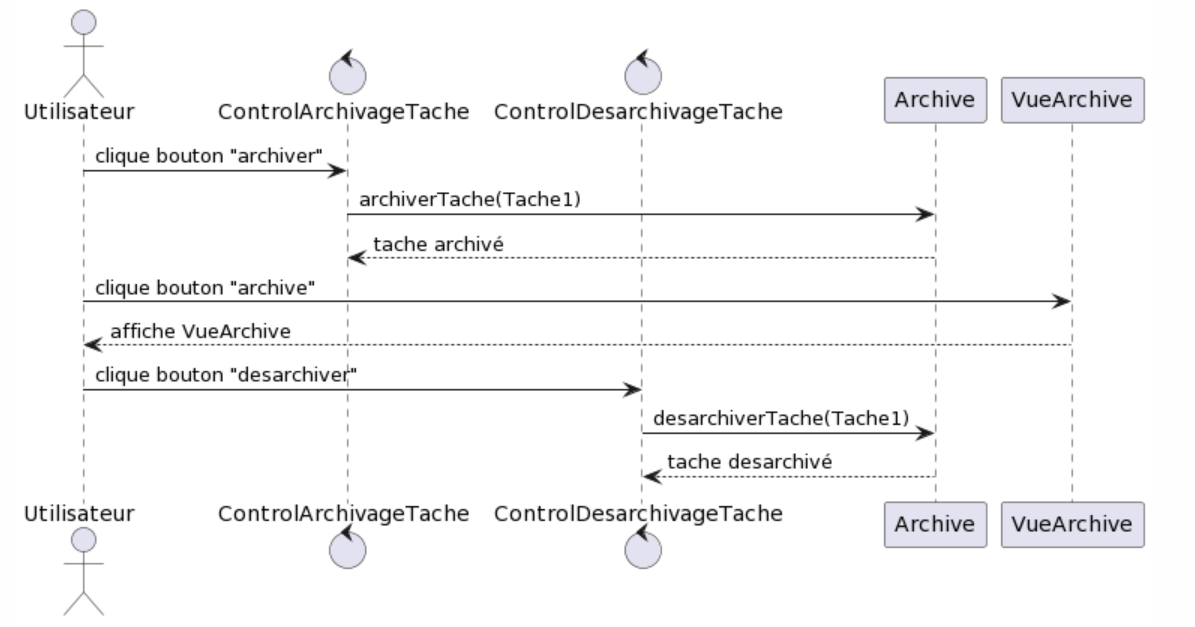 Utilisateur
ControlArchivageTache
ControlDesarchivageTache
Archive
VueArchive
clique bouton "archiver"
archiverTache(Tache1)
tache archivé
clique bouton "archive"
affiche VueArchive
clique bouton "desarchiver"
desarchiverTache(Tache1)
tache desarchivé
Utilisateur
ControlArchivageTache
ControlDesarchivageTache
Archive
VueArchive